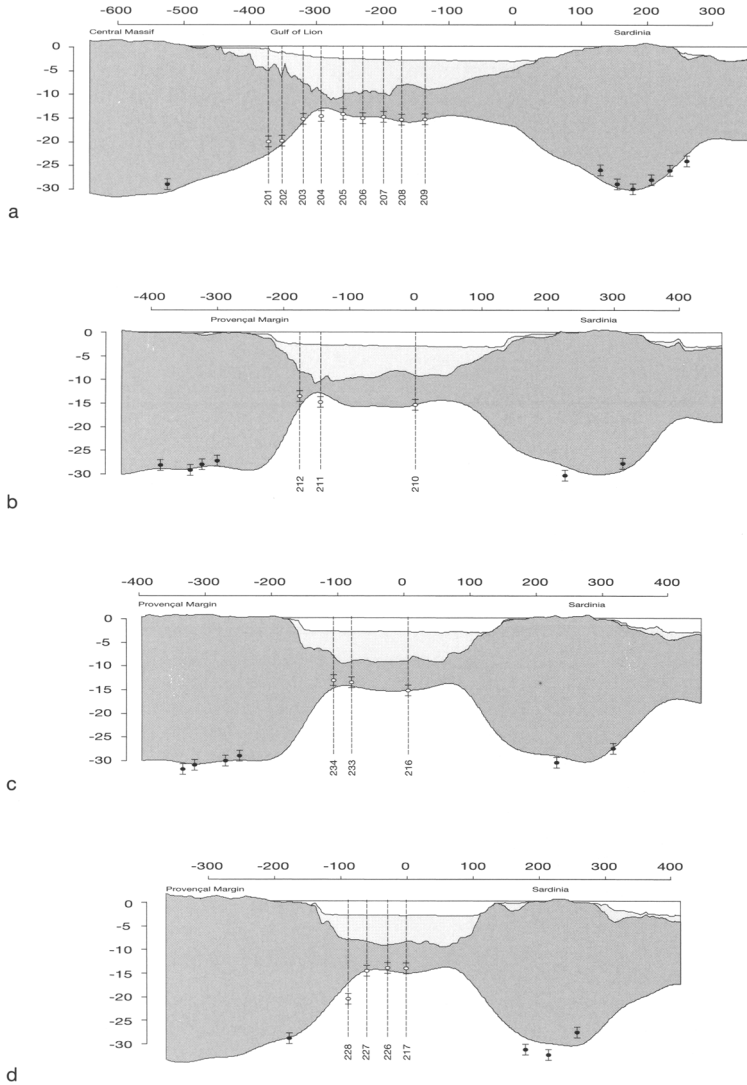 -600 -500 -400 -300 -200 -100 0 100 200 300
Central Massif Gulf of Lion Sardinia
0
-5
-10
-15
-20
-25
-30
201 202 203 204 205 206 207 208 209
a
-400 -300 -200 -100 0 100 200 300 400
Provençal Margin Sardinia
0
-5
-10
-15
-20
-25
-30
212 211 210
b
-400 -300 -200 -100 0 100 200 300 400
Provençal Margin Sardinia
0
-5
-10
-15
-20
-25
-30
234 233 216
c
-300 -200 -100 0 100 200 300 400
Provençal Margin Sardinia
0
-5
-10
-15
-20
-25
-30
228 227 226 217
d